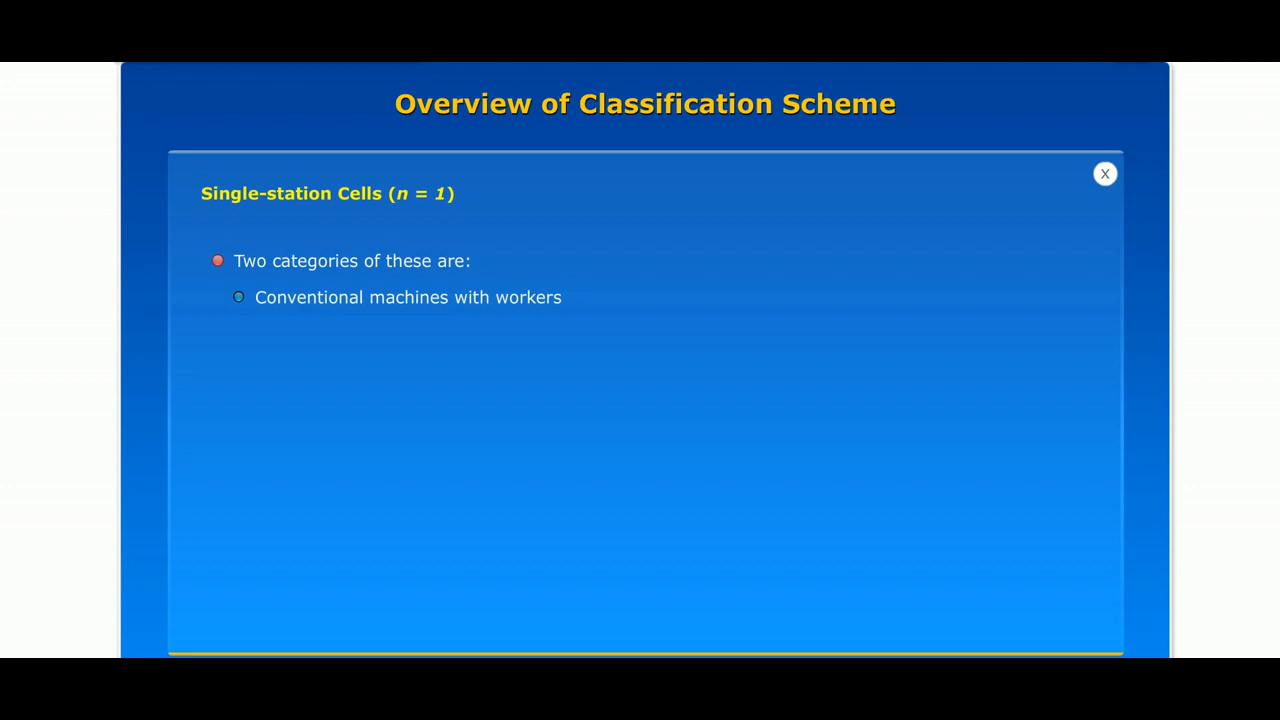 Overview of Classification Scheme
X
Single-station Cells (n = 1)
Two categories of these are:
Conventional machines with workers